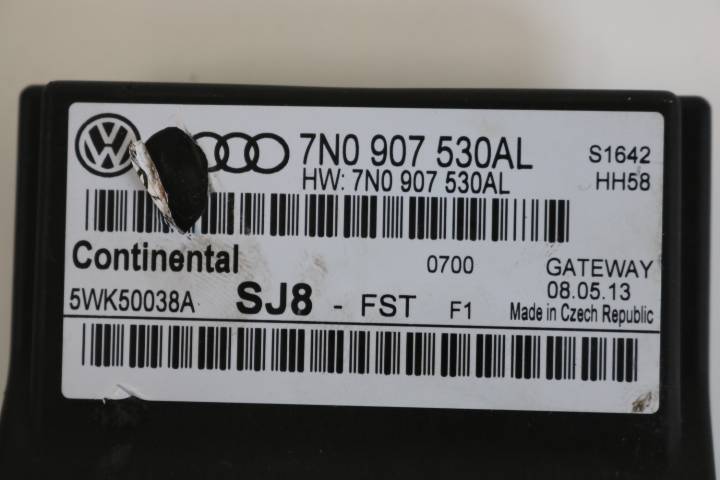 7N0 907 530AL S1642
HW: 7N0 907 530AL HH58
Continental 0700 GATEWAY
5WK50038A SJ8 - FST F1 08.05.13
Made in Czech Republic